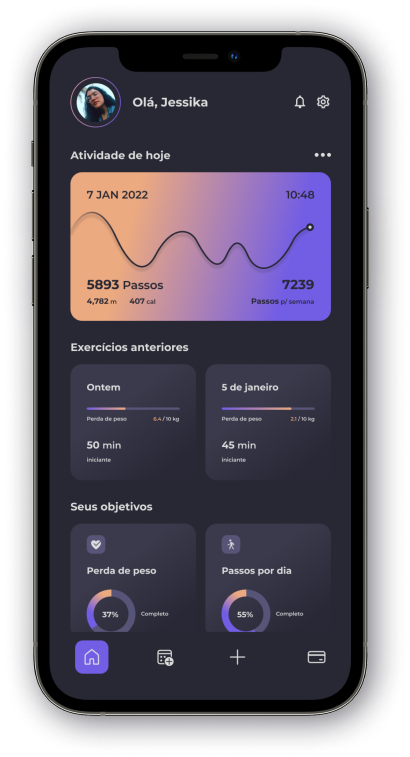 Olá, Jessika
Atividade de hoje
7 JAN 2022 10:48
5893 Passos 7239
4,782 m 407 cal Passos p/ semana
Exercícios anteriores
Ontem 5 de janeiro
Perda de peso 6.4 / 10 kg Perda de peso 2.1 / 10 kg
50 min 45 min
iniciante iniciante
Seus objetivos
Perda de peso Passos por dia
37% Completo 55% Completo